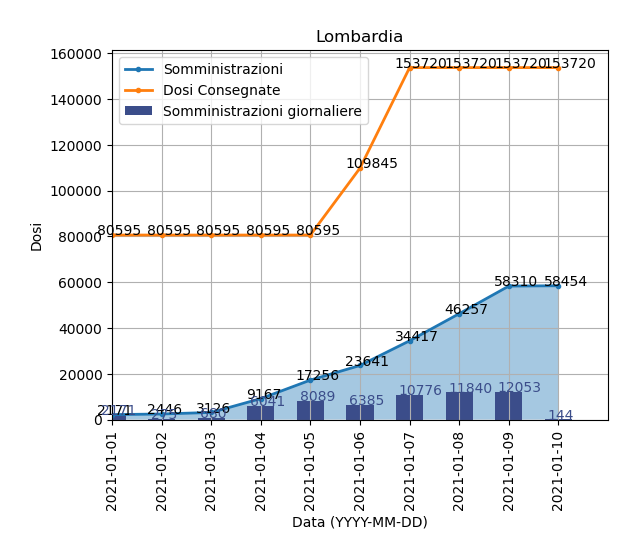 Lombardia
160000
140000
120000
100000
80000
60000
40000
20000
0
Dosi
Somministrazioni
Dosi Consegnate
Somministrazioni giornaliere
80595 80595 80595 80595 80595 109845 153720 153720 153720 153720
2171 2446 3126 9167 17256 23641 34417 46257 58310 58454
2171 275 680 6041 8089 6385 10776 11840 12053 144
2021-01-01 2021-01-02 2021-01-03 2021-01-04 2021-01-05 2021-01-06 2021-01-07 2021-01-08 2021-01-09 2021-01-10
Data (YYYY-MM-DD)